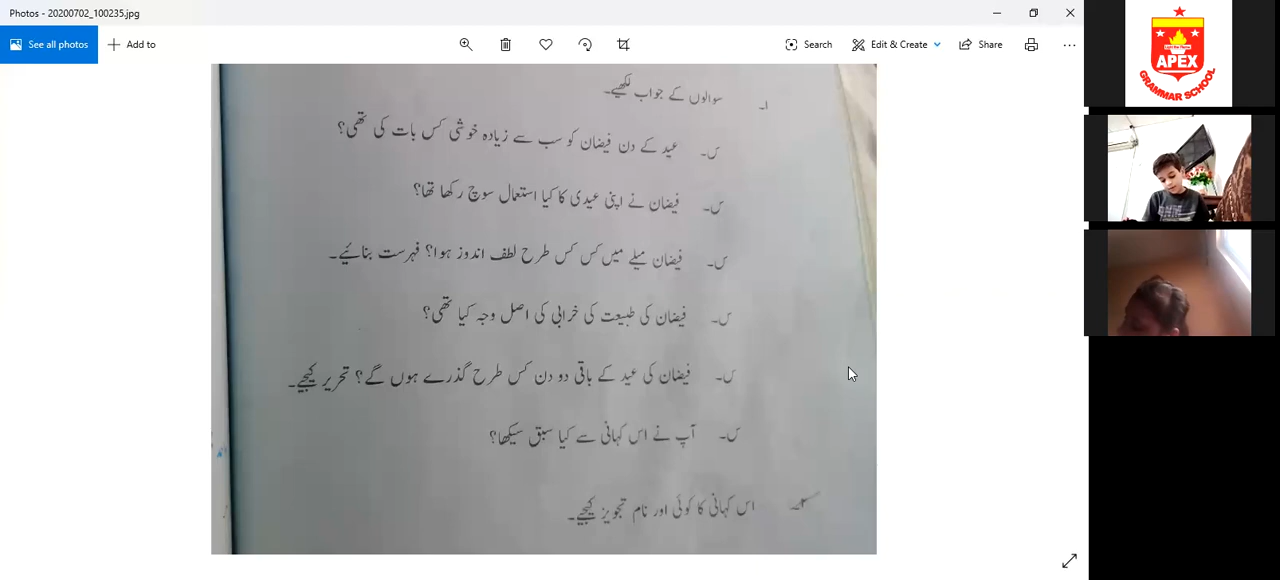 Photos - 20200702_100235.jpg
See all photos
Add to
Search
Edit & Create
Share
APEX
GRAMMAR SCHOOL
۱۔ سوالوں کے جواب لکھیے۔
س۔ عید کے دن فیضان کو سب سے زیادہ خوشی کس بات کی تھی؟
س۔ فیضان نے اپنی عیدی کا کیا استعمال سوچ رکھا تھا؟
س۔ فیضان میلے میں کس کس طرح لطف اندوز ہوا؟ فہرست بنائیے۔
س۔ فیضان کی طبیعت کی خرابی کی اصل وجہ کیا تھی؟
س۔ فیضان کی عید کے باقی دو دن کس طرح گذرے ہوں گے؟ تحریر کیجیے۔
س۔ آپ نے اس کہانی سے کیا سبق سیکھا؟
۲۔ اس کہانی کا کوئی اور نام تجویز کیجیے۔